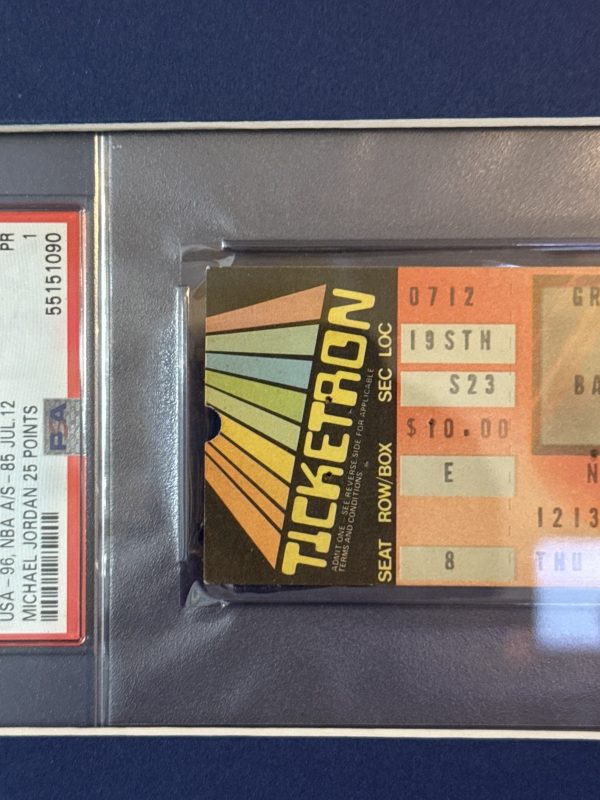 USA - 96, NBA A/S - 85 JUL.12 PR
MICHAEL JORDAN 25 POINTS 1
PSA
55151090
TICKETRON
ADMIT ONE - SEE REVERSE SIDE FOR APPLICABLE
TERMS AND CONDITIONS.
SEAT ROW/BOX SEC LOC
0712
19STH
S23
$10.00
E
8
GR
BA
N
1213
THU